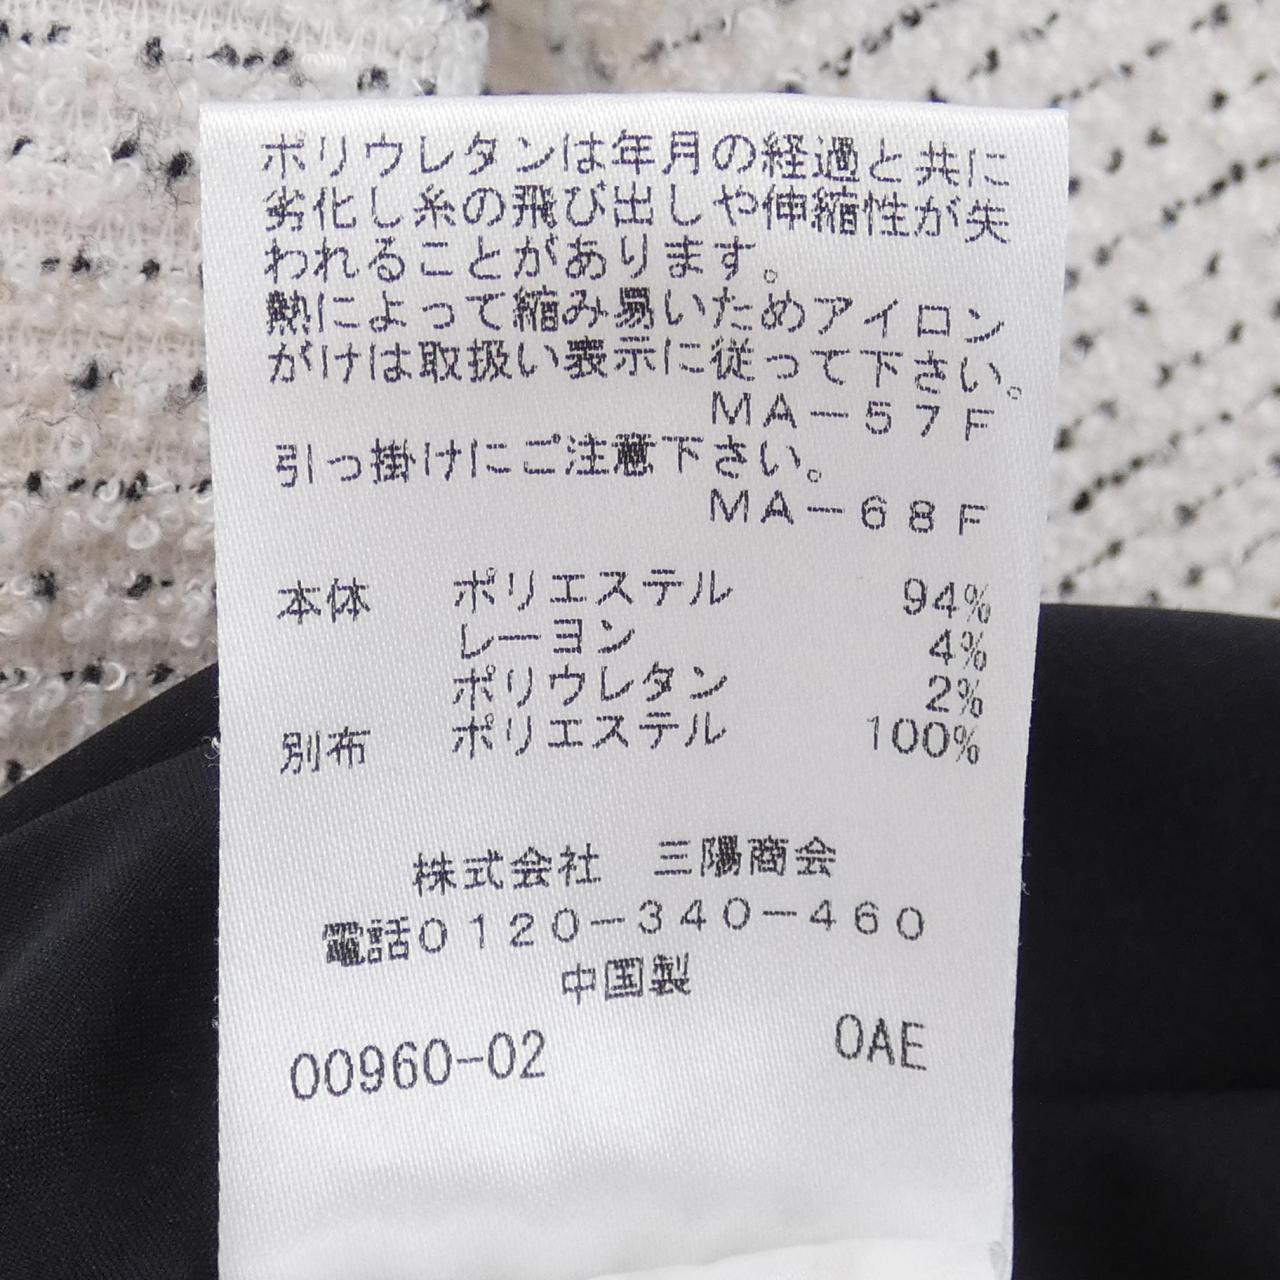 ポリウレタンは年月の経過と共に
劣化し糸の飛び出しや伸縮性が失
われることがあります。
熱によって縮み易いためアイロン
がけは取扱い表示に従って下さい。
MA-57F
引っ掛けにご注意下さい。
MA-68F
本体 ポリエステル 94%
レーヨン 4%
ポリウレタン 2%
別布 ポリエステル 100%
株式会社 三陽商会
電話0120-340-460
中国製
00960-02 0AE